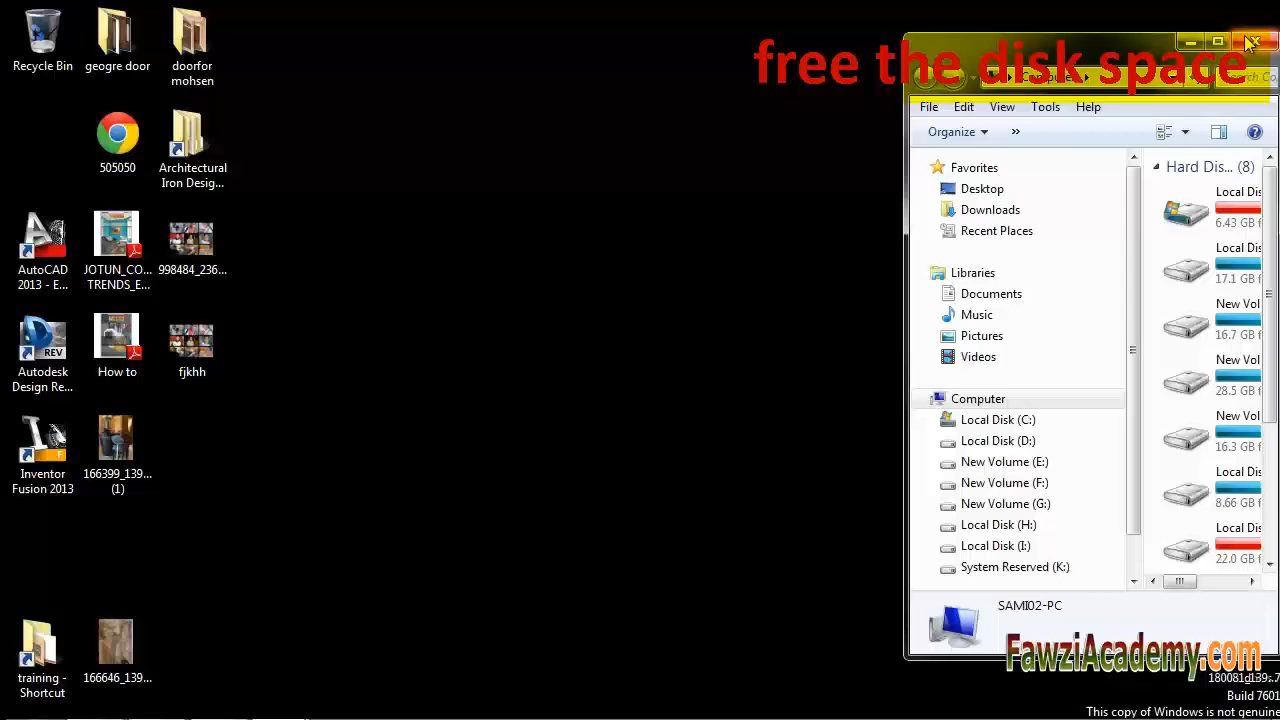 Recycle Bin
geogre door
doorfor
mohsen
505050
Architectural
Iron Desig...
AutoCAD
2013 - E...
JOTUN_CO...
TRENDS_E...
998484_236...
Autodesk
Design Re...
REV
How to
fjkhh
Inventor
Fusion 2013
166399_139...
(1)
training -
Shortcut
166646_139...
free the disk space
File Edit View Tools Help
Organize »
Favorites
Desktop
Downloads
Recent Places
Libraries
Documents
Music
Pictures
Videos
Computer
Local Disk (C:)
Local Disk (D:)
New Volume (E:)
New Volume (F:)
New Volume (G:)
Local Disk (H:)
Local Disk (I:)
System Reserved (K:)
Hard Dis... (8)
Local Dis
6.43 GB f
Local Dis
17.1 GB f
New Vol
16.7 GB f
New Vol
28.5 GB f
New Vol
16.3 GB f
Local Dis
8.66 GB f
Local Dis
22.0 GB f
SAMI02-PC
FawziAcademy.com
Build 7601
This copy of Windows is not genuine